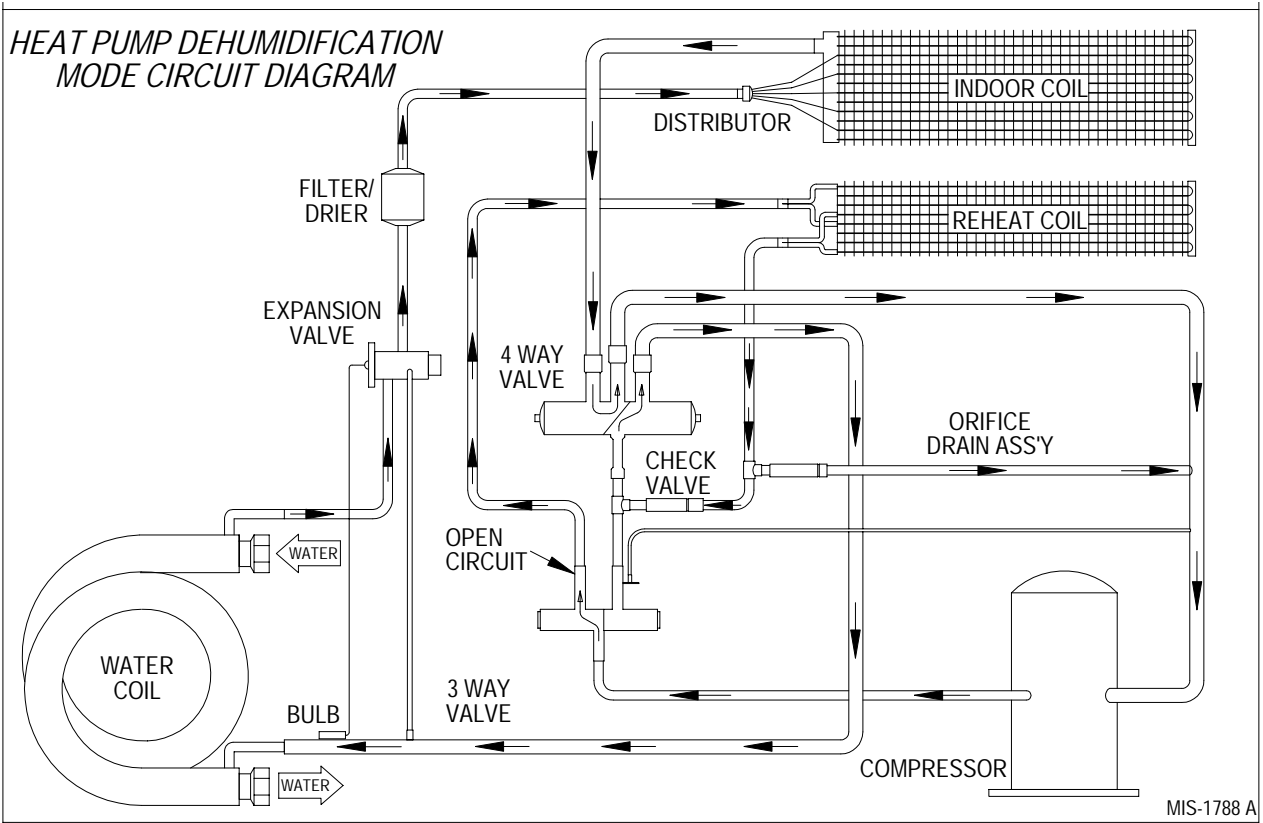 HEAT PUMP DEHUMIDIFICATION
MODE CIRCUIT DIAGRAM
INDOOR COIL
DISTRIBUTOR
FILTER/
DRIER
REHEAT COIL
EXPANSION
VALVE
4 WAY
VALVE
ORIFICE
DRAIN ASS'Y
CHECK
VALVE
OPEN
CIRCUIT
WATER
WATER
COIL
3 WAY
VALVE
BULB
WATER
COMPRESSOR
MIS-1788 A